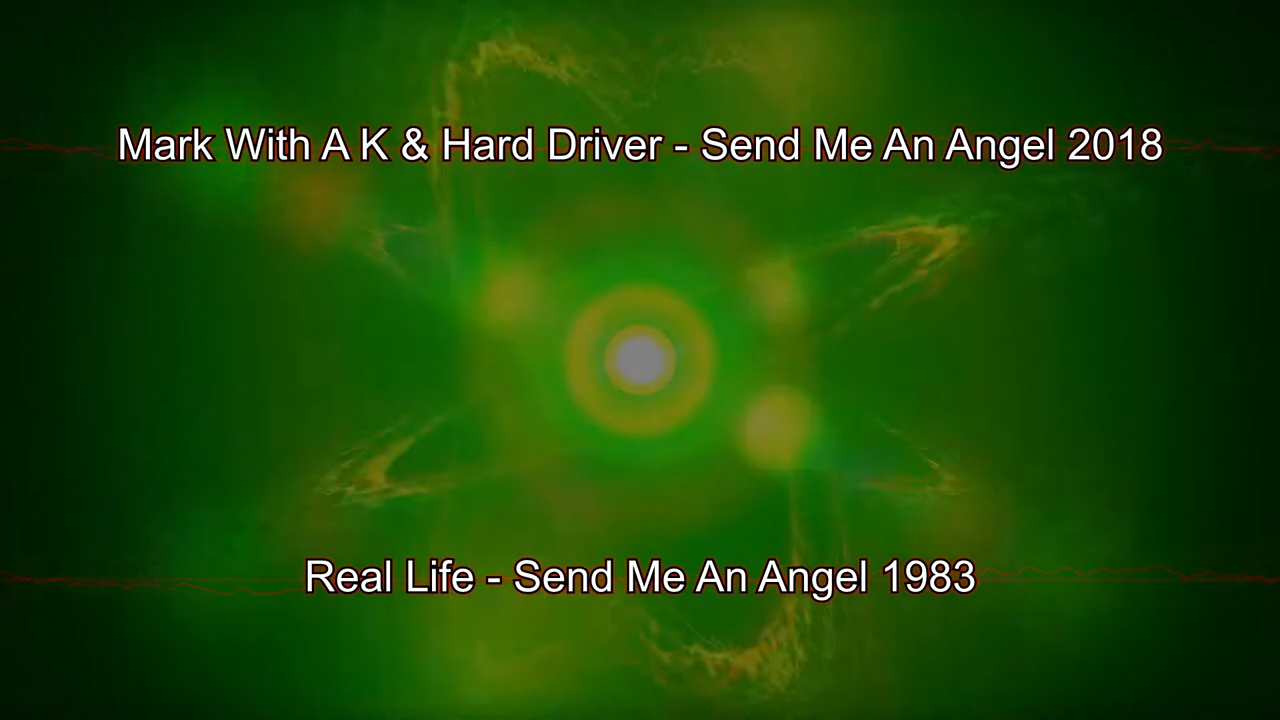 Mark With A K & Hard Driver - Send Me An Angel 2018
Real Life - Send Me An Angel 1983